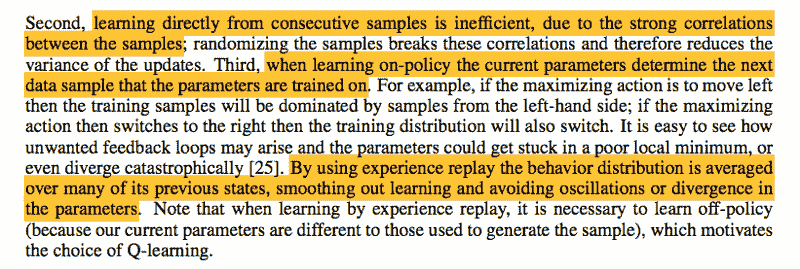 Second, learning directly from consecutive samples is inefficient, due to the strong correlations
between the samples; randomizing the samples breaks these correlations and therefore reduces the
variance of the updates. Third, when learning on-policy the current parameters determine the next
data sample that the parameters are trained on. For example, if the maximizing action is to move left
then the training samples will be dominated by samples from the left-hand side; if the maximizing
action then switches to the right then the training distribution will also switch. It is easy to see how
unwanted feedback loops may arise and the parameters could get stuck in a poor local minimum, or
even diverge catastrophically [25]. By using experience replay the behavior distribution is averaged
over many of its previous states, smoothing out learning and avoiding oscillations or divergence in
the parameters. Note that when learning by experience replay, it is necessary to learn off-policy
(because our current parameters are different to those used to generate the sample), which motivates
the choice of Q-learning.